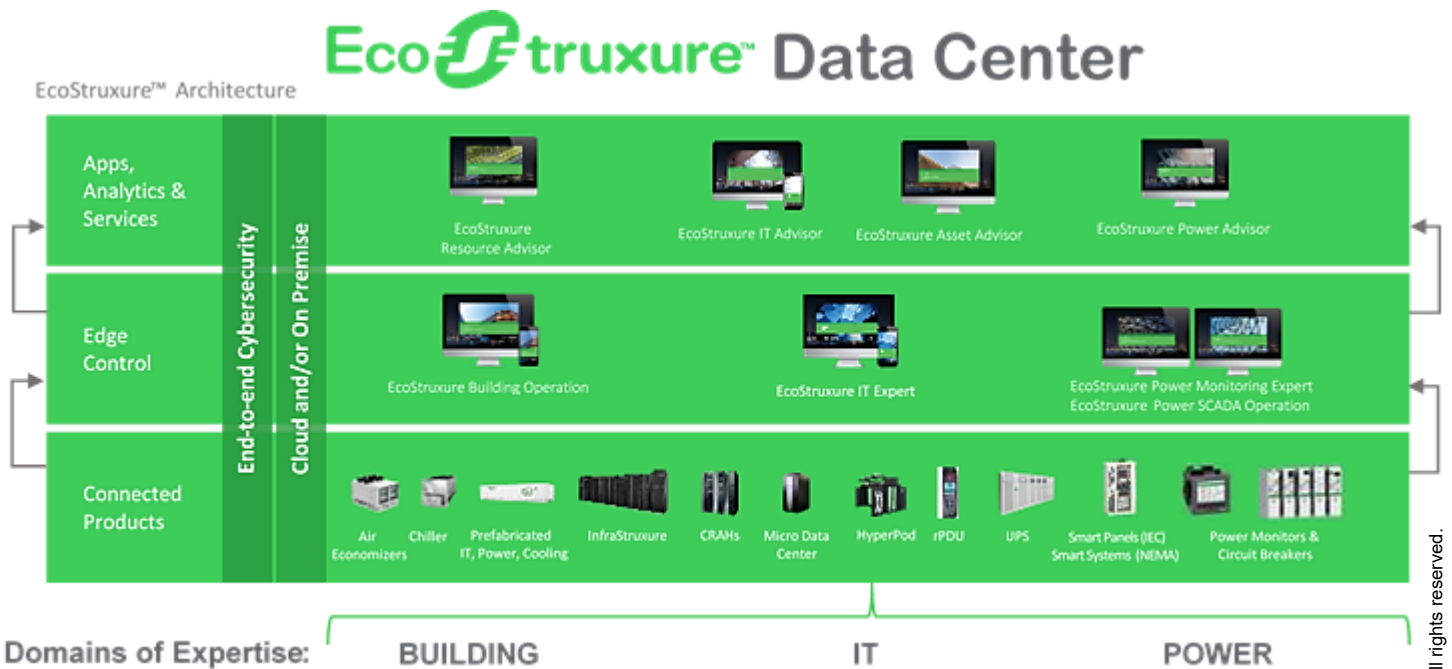 EcoStruxure™ Data Center
EcoStruxure™ Architecture
Apps,
Analytics &
Services
End-to-end Cybersecurity
Cloud and/or On Premise
EcoStruxure
Resource Advisor
EcoStruxure IT Advisor
EcoStruxure Asset Advisor
EcoStruxure Power Advisor
Edge
Control
EcoStruxure Building Operation
EcoStruxure IT Expert
EcoStruxure Power Monitoring Expert
EcoStruxure Power SCADA Operation
Connected
Products
Air
Economizers
Chiller
Prefabricated
IT, Power, Cooling
InfraStruxure
CRAHs
Micro Data
Center
HyperPod
rPDU
UPS
Smart Panels (IEC)
Smart Systems (NEMA)
Power Monitors &
Circuit Breakers
Domains of Expertise:
BUILDING
IT
POWER
ll rights reserved.